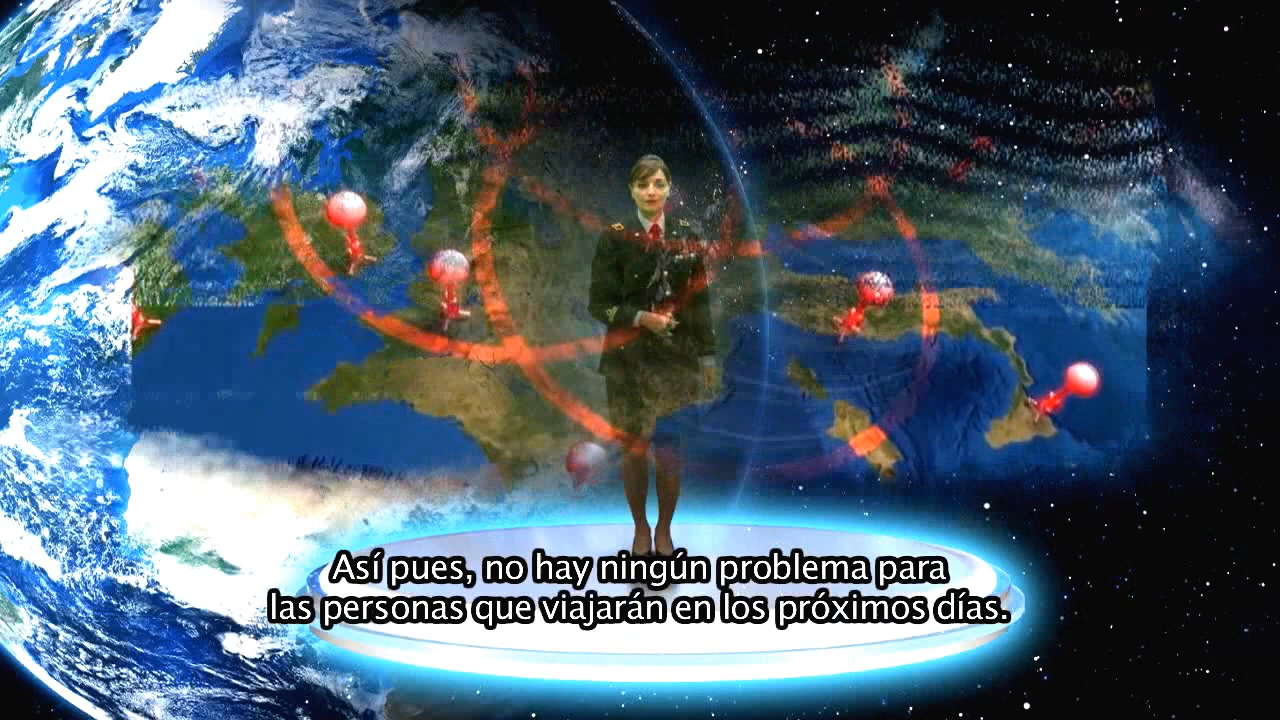 Así pues, no hay ningún problema para
las personas que viajarán en los próximos días.